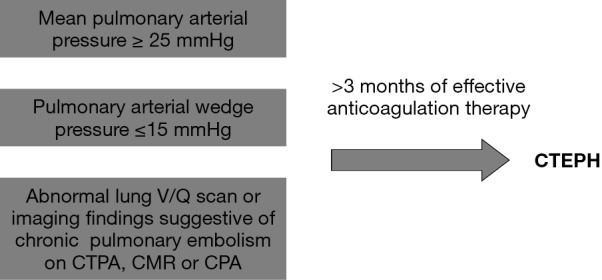 Mean pulmonary arterial
pressure ≥ 25 mmHg
Pulmonary arterial wedge
pressure ≤15 mmHg
Abnormal lung V/Q scan or
imaging findings suggestive of
chronic pulmonary embolism
on CTPA, CMR or CPA
>3 months of effective
anticoagulation therapy
CTEPH